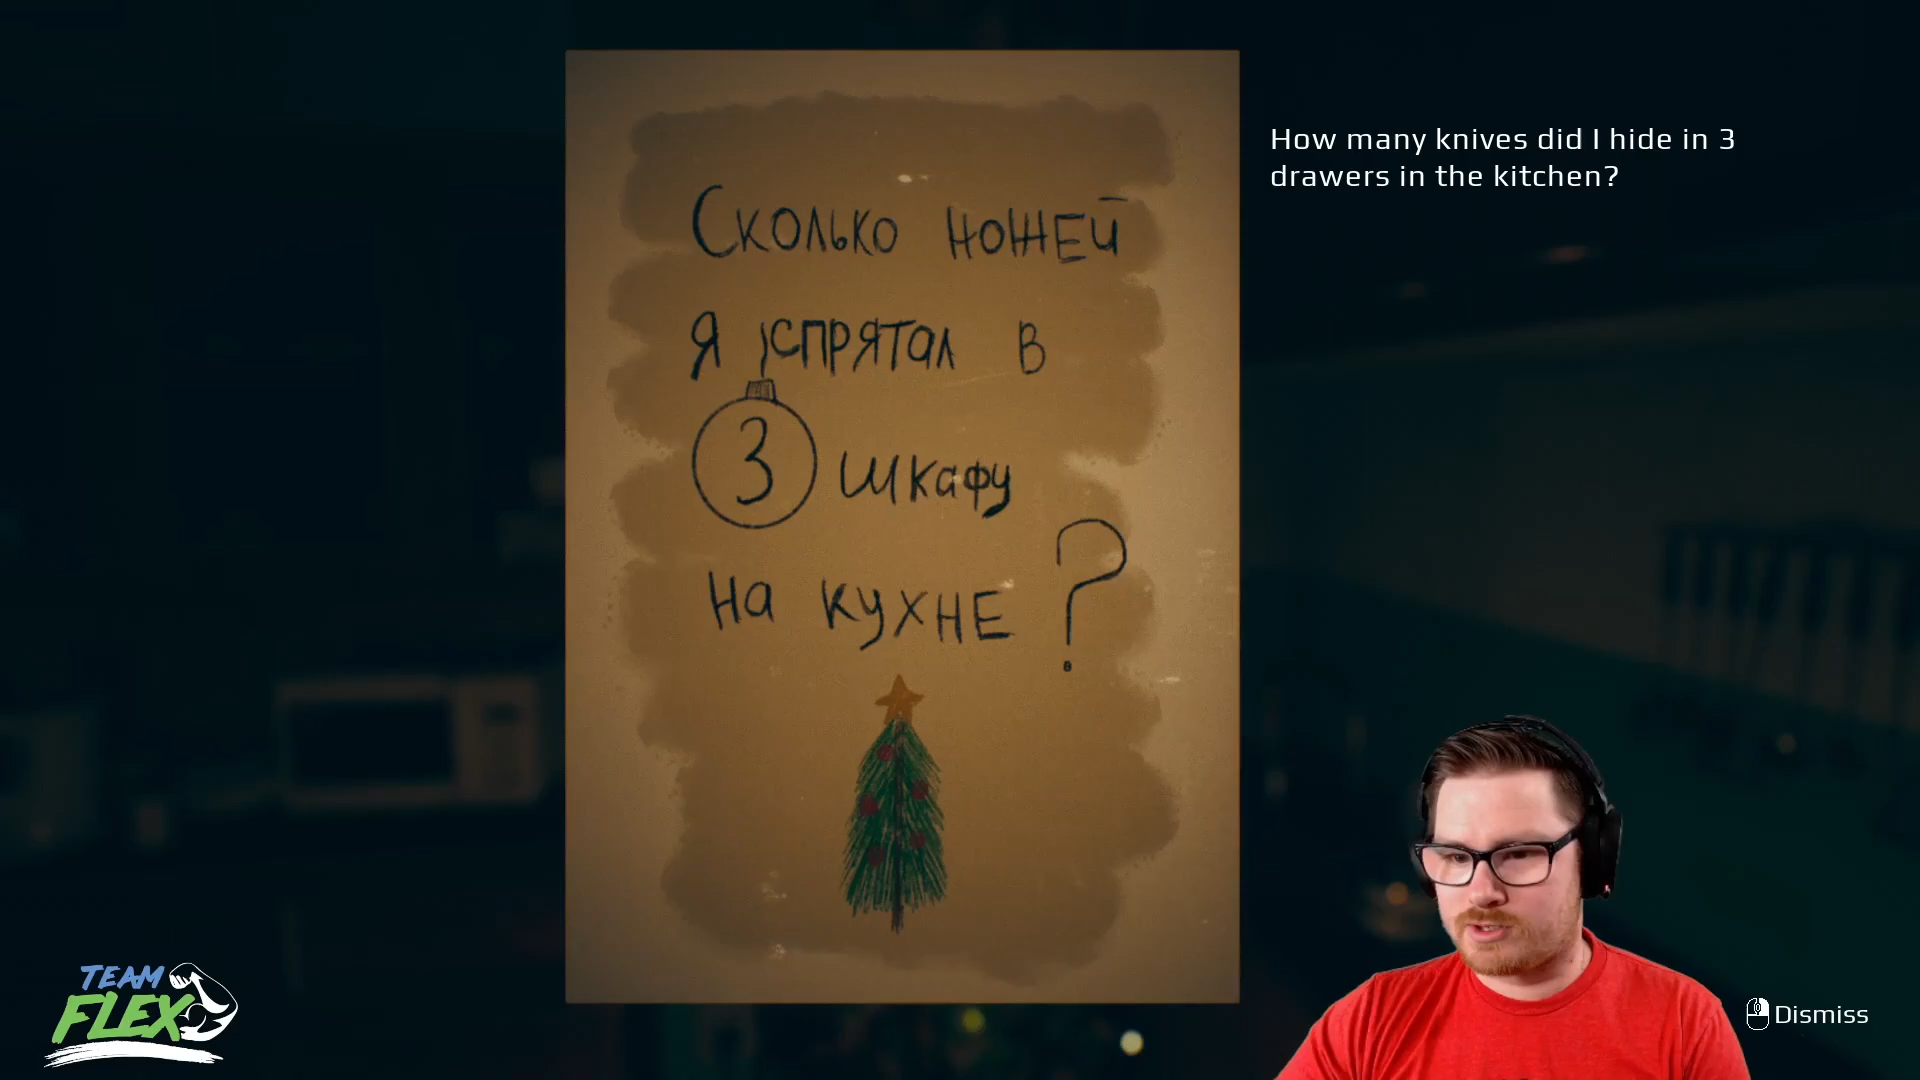 Сколько ножей
я спрятал в
3 шкафу
на кухне?
How many knives did I hide in 3
drawers in the kitchen?
TEAM
FLEX
Dismiss